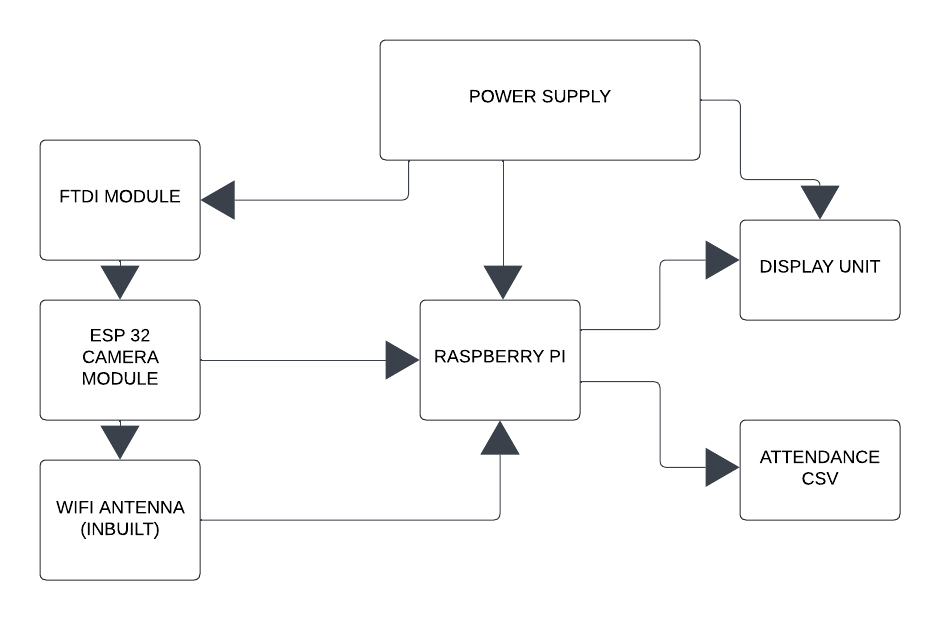 POWER SUPPLY
FTDI MODULE
DISPLAY UNIT
ESP 32
CAMERA
MODULE
RASPBERRY PI
ATTENDANCE
CSV
WIFI ANTENNA
(INBUILT)